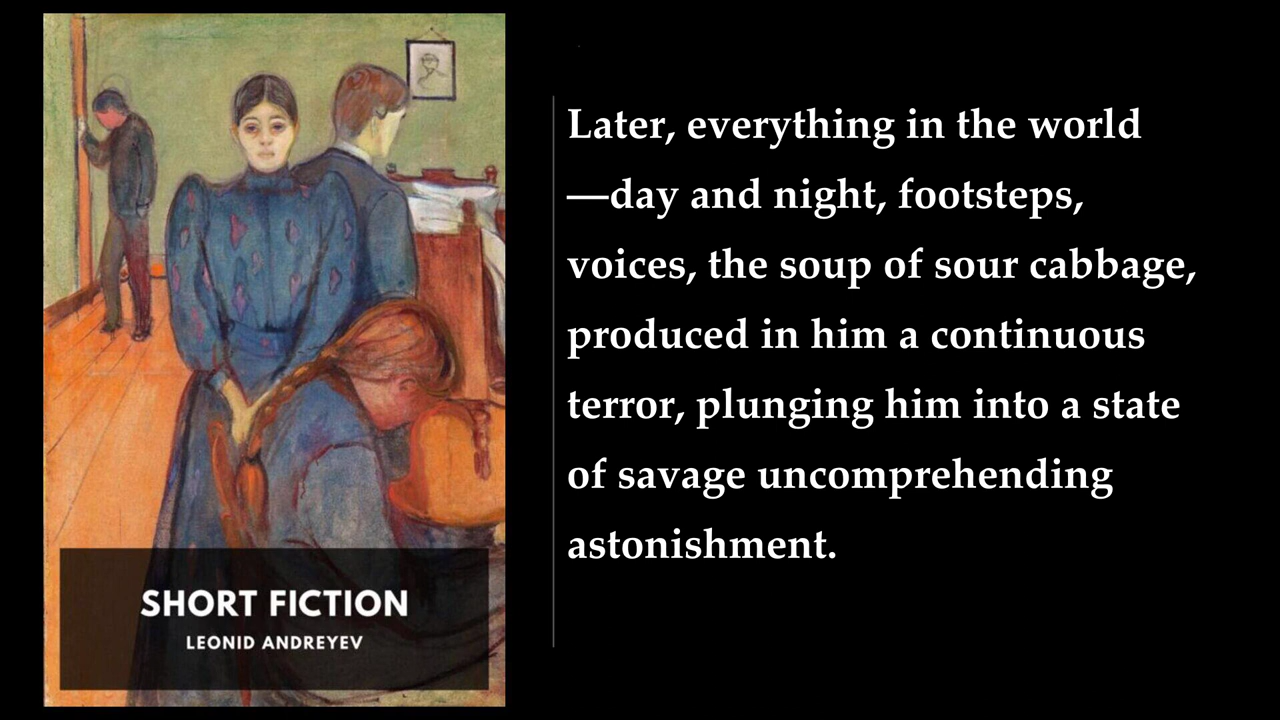 SHORT FICTION
LEONID ANDREYEV
Later, everything in the world
—day and night, footsteps,
voices, the soup of sour cabbage,
produced in him a continuous
terror, plunging him into a state
of savage uncomprehending
astonishment.